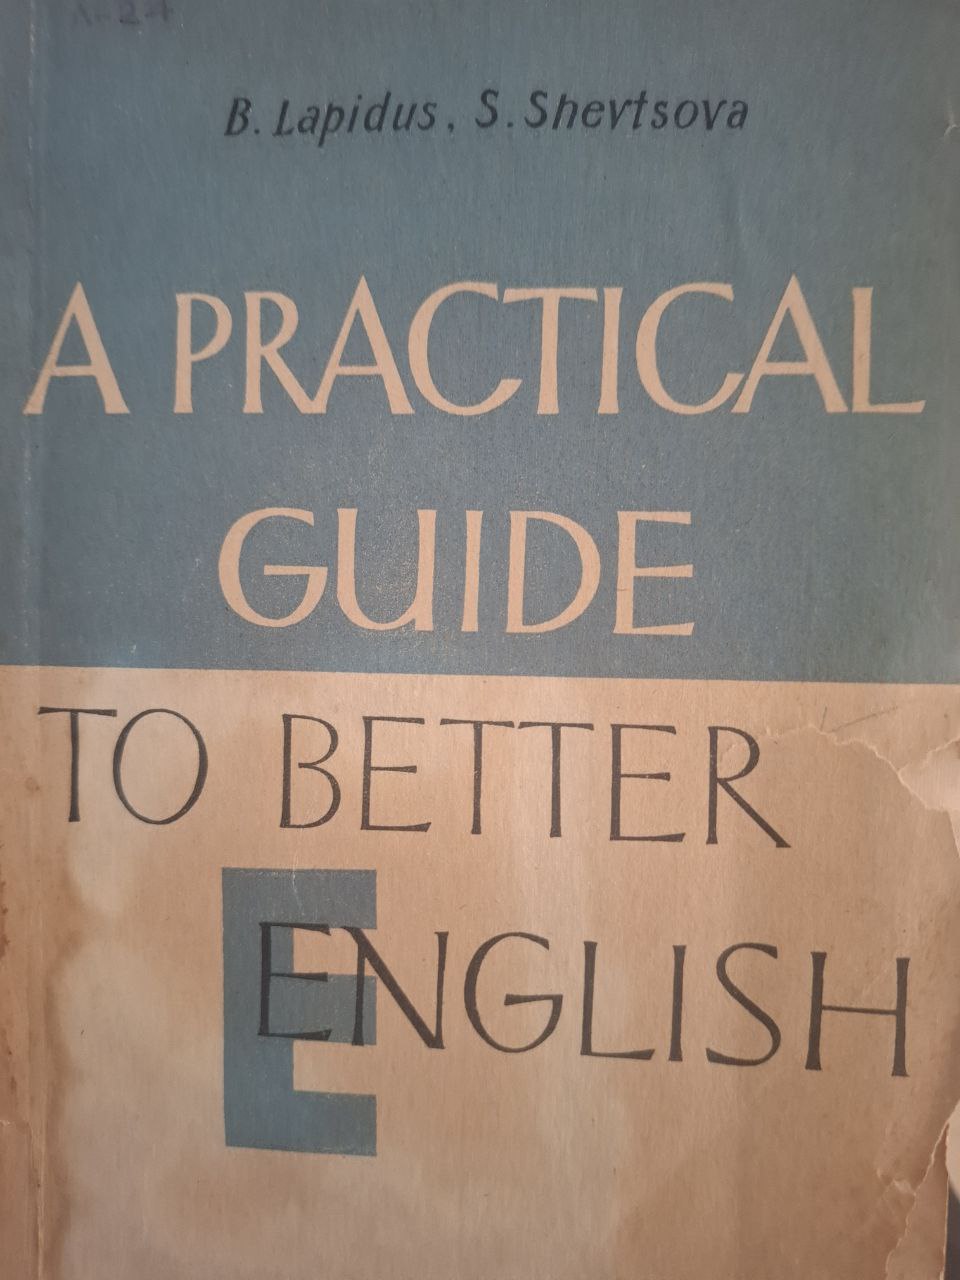 B. Lapidus, S. Shevtsova
A PRACTICAL
GUIDE
TO BETTER
ENGLISH